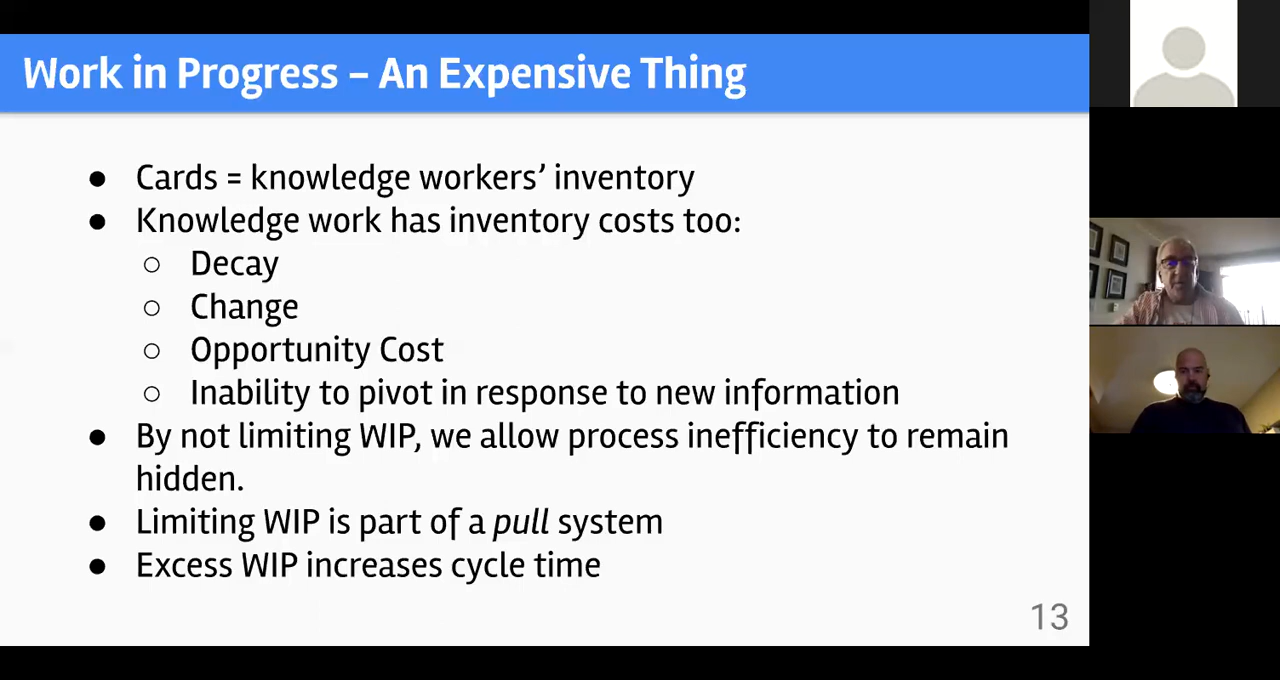 Work in Progress – An Expensive Thing
● Cards = knowledge workers’ inventory
● Knowledge work has inventory costs too:
○ Decay
○ Change
○ Opportunity Cost
○ Inability to pivot in response to new information
● By not limiting WIP, we allow process inefficiency to remain
hidden.
● Limiting WIP is part of a pull system
● Excess WIP increases cycle time
13